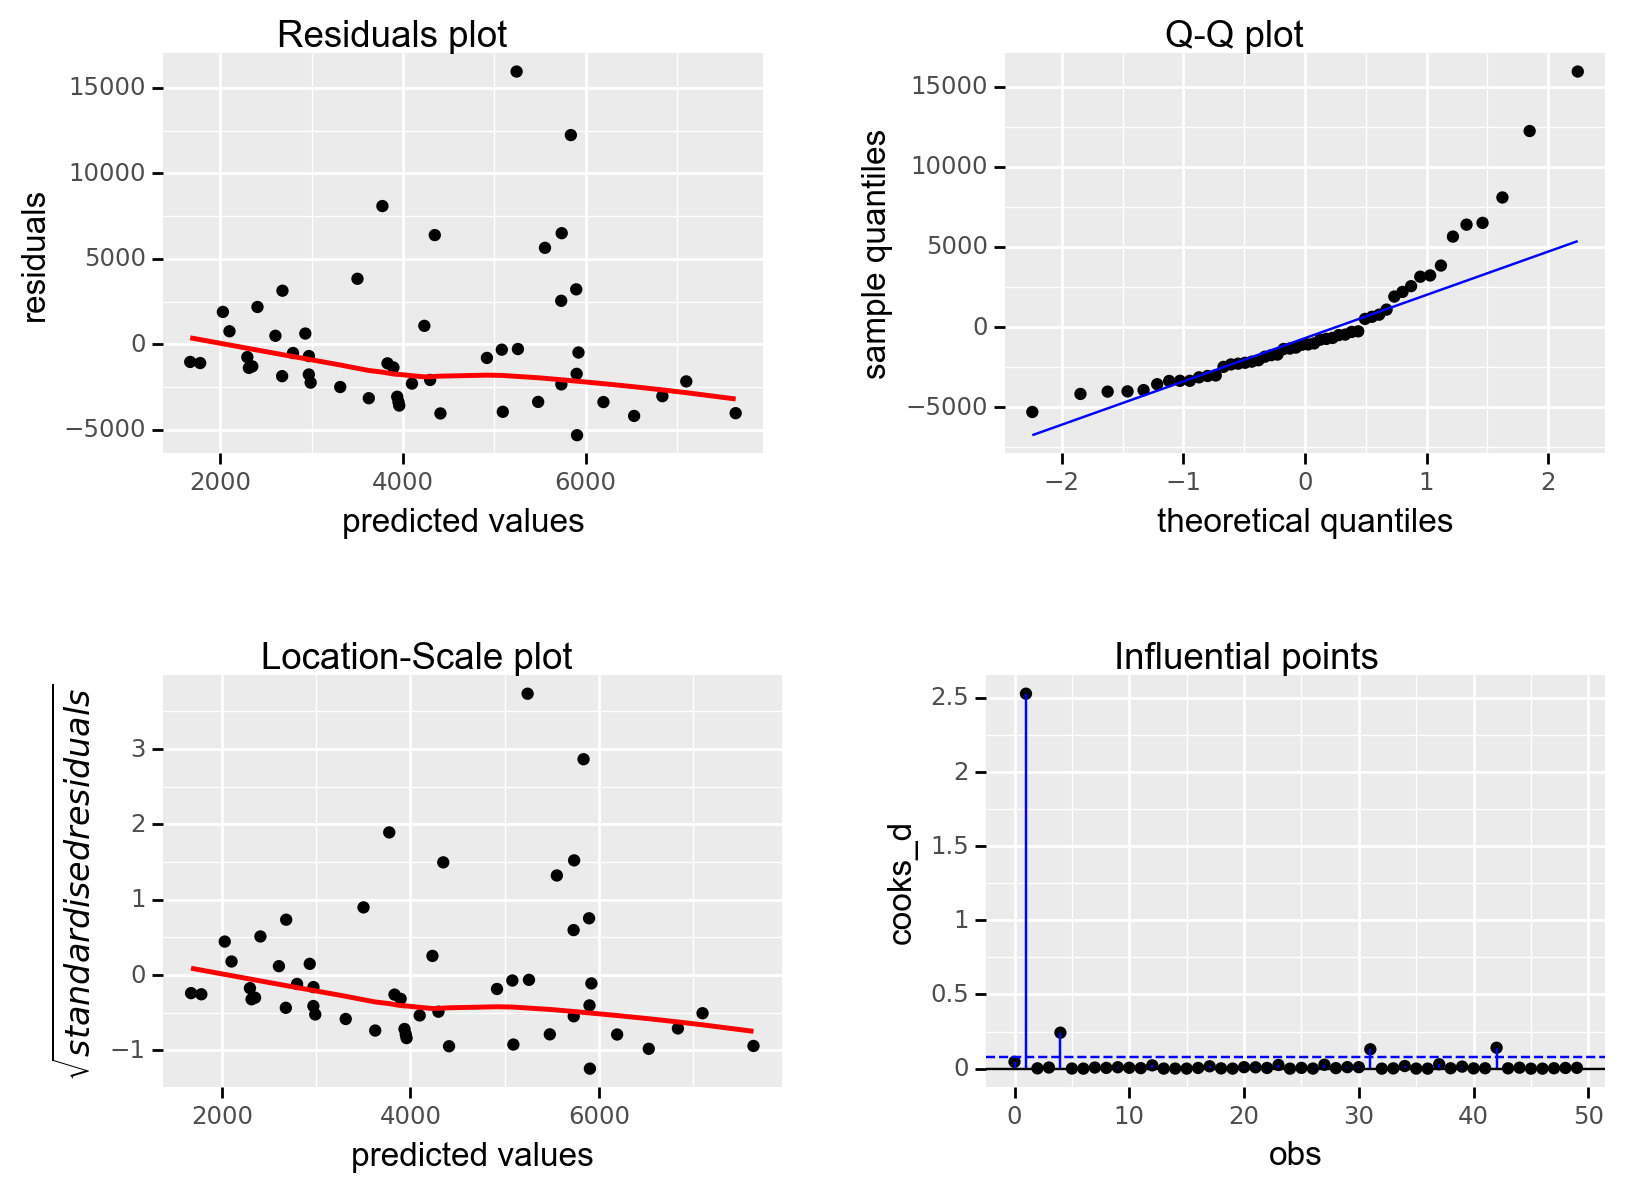 Residuals plot
15000
10000
5000
0
−5000
residuals
2000 4000 6000
predicted values
Q-Q plot
15000
10000
5000
0
−5000
sample quantiles
−2 −1 0 1 2
theoretical quantiles
Location-Scale plot
3
2
1
0
−1
√standardisedresiduals
2000 4000 6000
predicted values
Influential points
2.5
2
1.5
1
0.5
0
cooks_d
0 10 20 30 40 50
obs